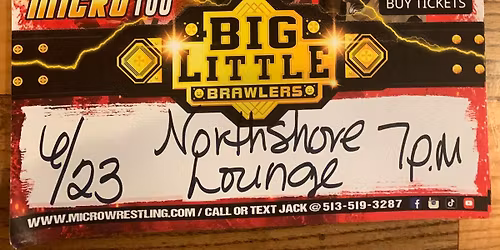 MICRO 100
BUY TICKETS
BIG
LITTLE
BRAWLERS
6/23 Northshore Lounge 7p.m
WWW.MICROWRESTLING.COM / CALL OR TEXT JACK @ 513-519-3287